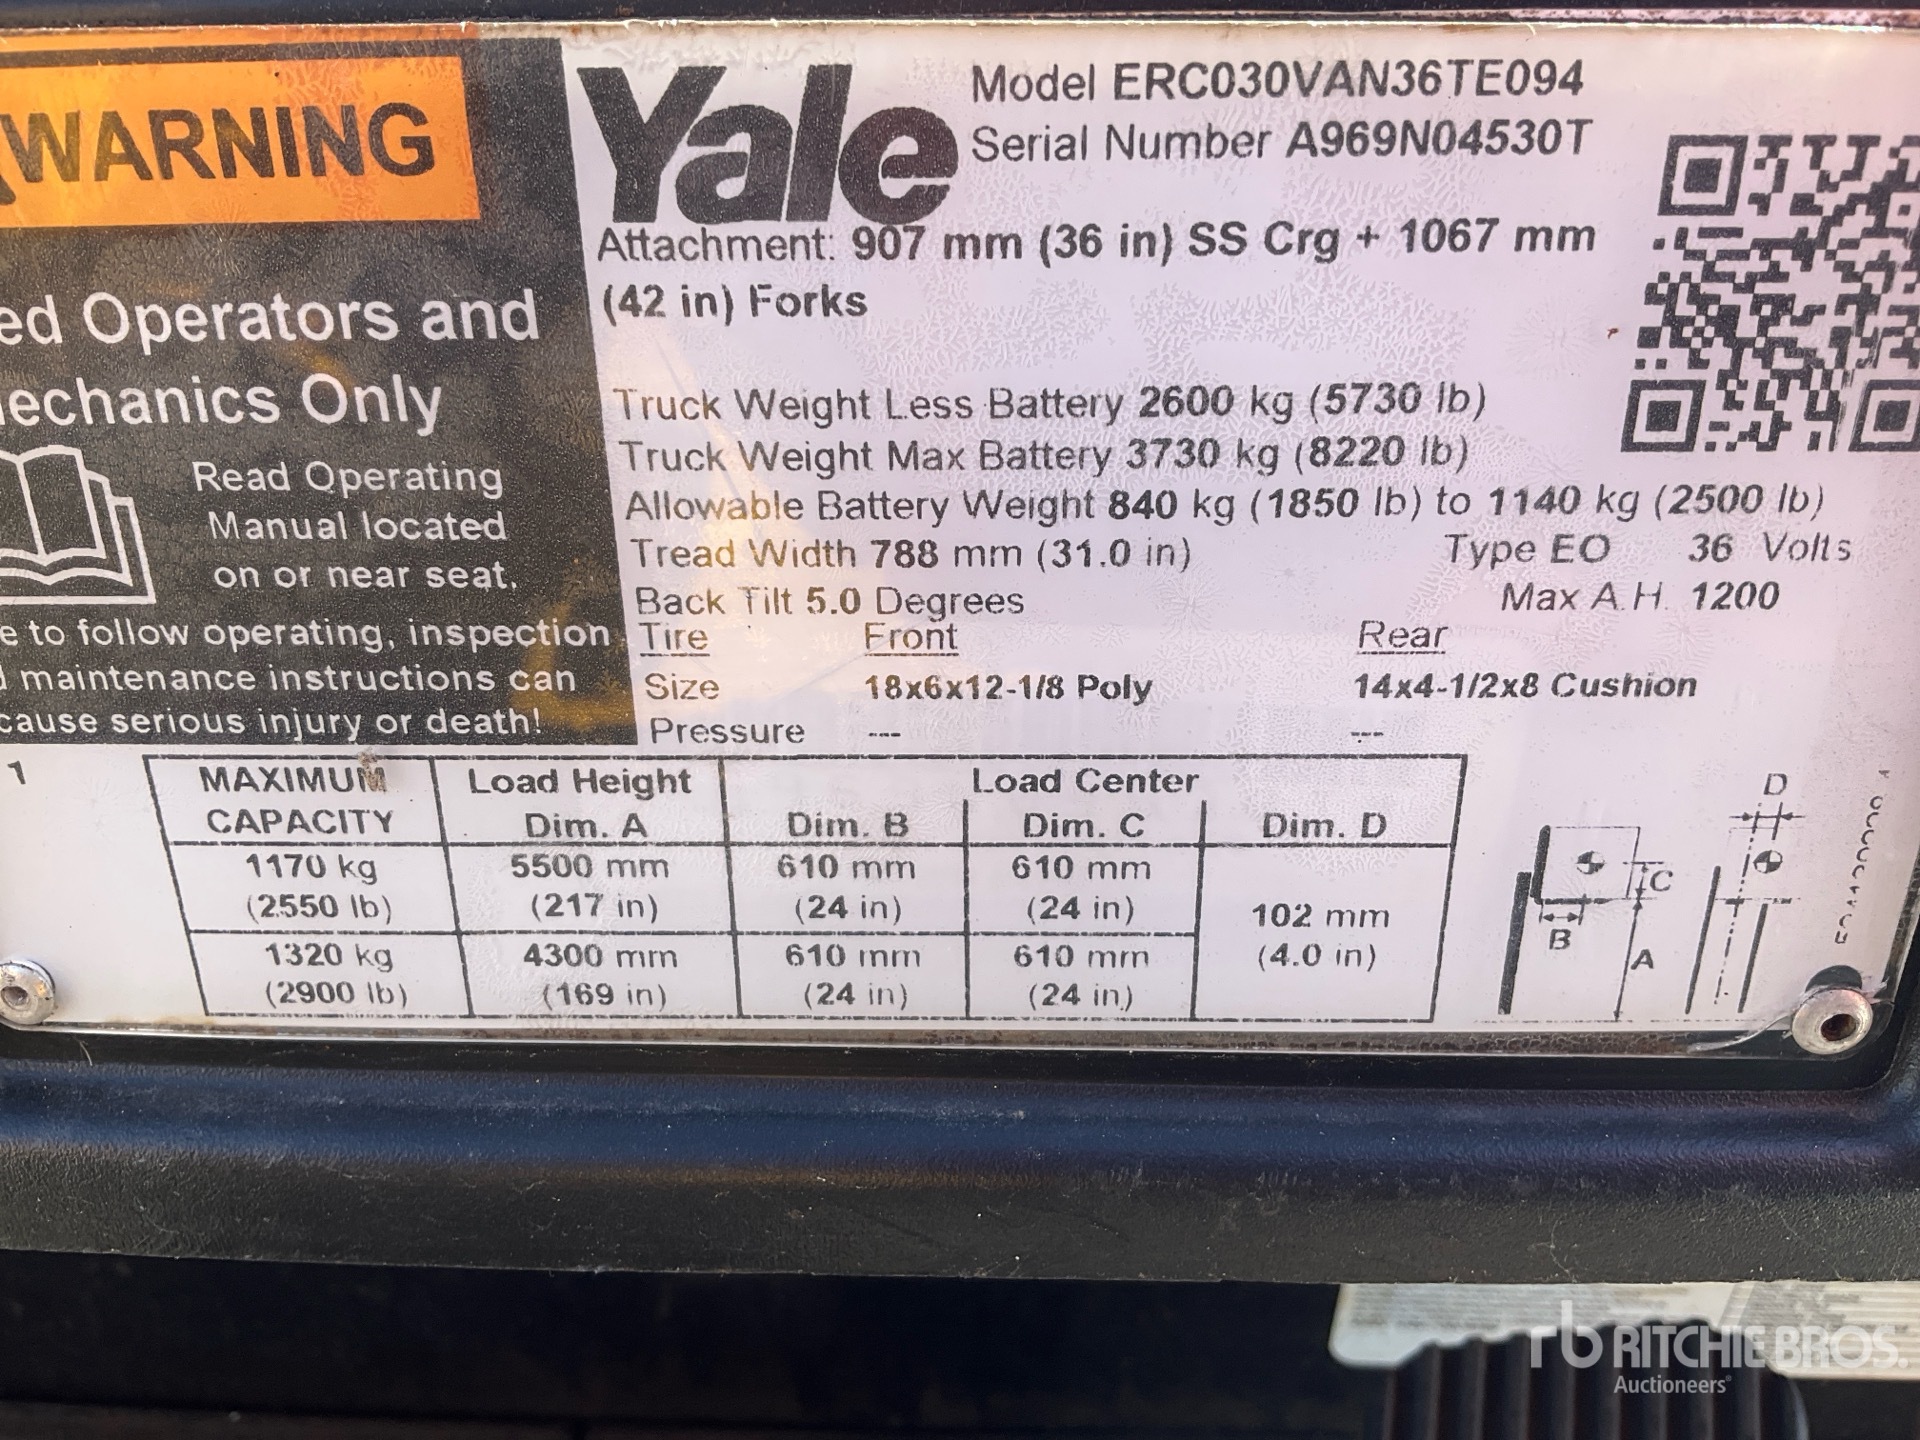 WARNING
ed Operators and
echanics Only
Read Operating
Manual located
on or near seat.
e to follow operating, inspection
d maintenance instructions can
cause serious injury or death!
1
Yale
Model ERC030VAN36TE094
Serial Number A969N04530T
Attachment: 907 mm (36 in) SS Crg + 1067 mm
(42 in) Forks
Truck Weight Less Battery 2600 kg (5730 lb)
Truck Weight Max Battery 3730 kg (8220 lb)
Allowable Battery Weight 840 kg (1850 lb) to 1140 kg (2500 lb)
Tread Width 788 mm (31.0 in) Type EO 36 Volts
Back Tilt 5.0 Degrees Max A.H. 1200
Tire Front Rear
Size 18x6x12-1/8 Poly 14x4-1/2x8 Cushion
Pressure --- ---
MAXIMUM CAPACITY Load Height Load Center
Dim. A Dim. B Dim. C Dim. D
1170 kg 5500 mm 610 mm 610 mm
(2550 lb) (217 in) (24 in) (24 in)
102 mm
(4.0 in)
1320 kg 4300 mm 610 mm 610 mm
(2900 lb) (169 in) (24 in) (24 in)
D
C
B
A
rb RITCHIE BROS.
Auctioneers